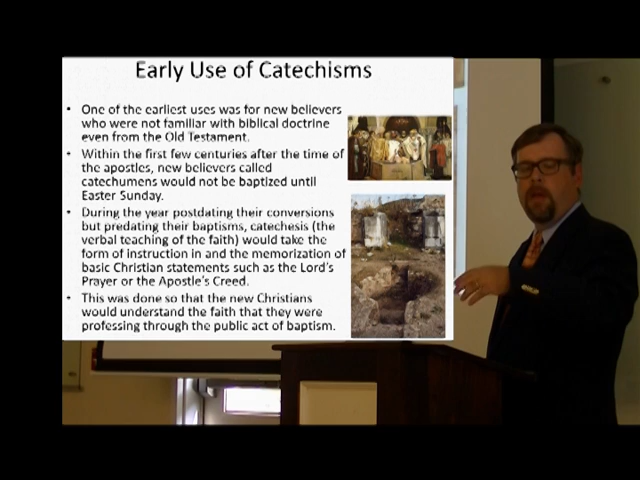 Early Use of Catechisms
• One of the earliest uses was for new believers
who were not familiar with biblical doctrine
even from the Old Testament.
• Within the first few centuries after the time of
the apostles, new believers called
catechumens would not be baptized until
Easter Sunday.
• During the year postdating their conversions
but predating their baptisms, catechesis (the
verbal teaching of the faith) would take the
form of instruction in and the memorization of
basic Christian statements such as the Lord's
Prayer or the Apostle's Creed.
• This was done so that the new Christians
would understand the faith that they were
professing through the public act of baptism.